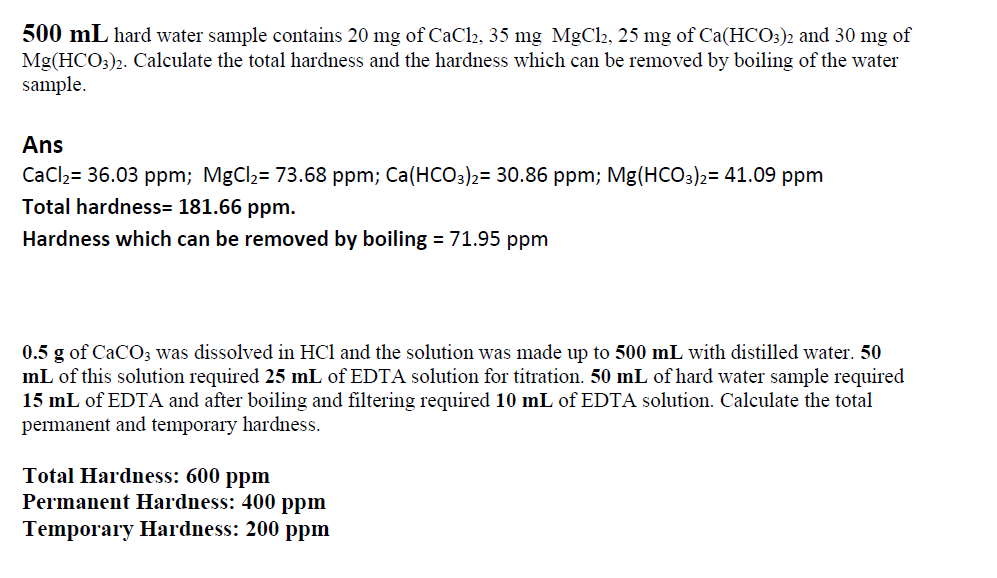 500 mL hard water sample contains 20 mg of CaCl₂, 35 mg MgCl₂, 25 mg of Ca(HCO₃)₂ and 30 mg of
Mg(HCO₃)₂. Calculate the total hardness and the hardness which can be removed by boiling of the water
sample.
Ans
CaCl₂= 36.03 ppm; MgCl₂= 73.68 ppm; Ca(HCO₃)₂= 30.86 ppm; Mg(HCO₃)₂= 41.09 ppm
Total hardness= 181.66 ppm.
Hardness which can be removed by boiling = 71.95 ppm
0.5 g of CaCO₃ was dissolved in HCl and the solution was made up to 500 mL with distilled water. 50
mL of this solution required 25 mL of EDTA solution for titration. 50 mL of hard water sample required
15 mL of EDTA and after boiling and filtering required 10 mL of EDTA solution. Calculate the total
permanent and temporary hardness.
Total Hardness: 600 ppm
Permanent Hardness: 400 ppm
Temporary Hardness: 200 ppm